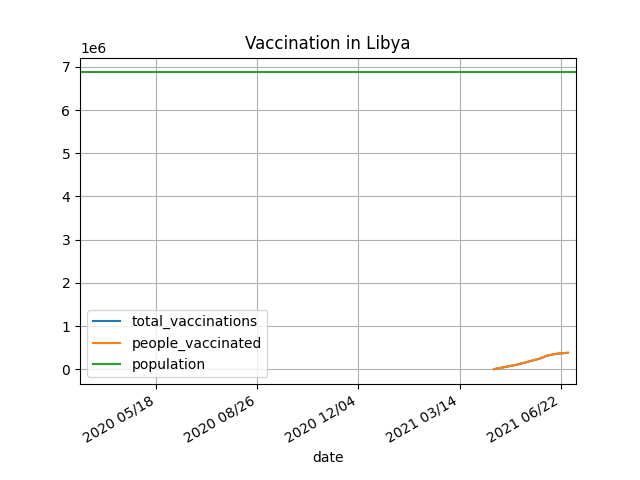 Vaccination in Libya
1e6
7
6
5
4
3
2
1
0
total_vaccinations
people_vaccinated
population
2020 05/18
2020 08/26
2020 12/04
2021 03/14
2021 06/22
date